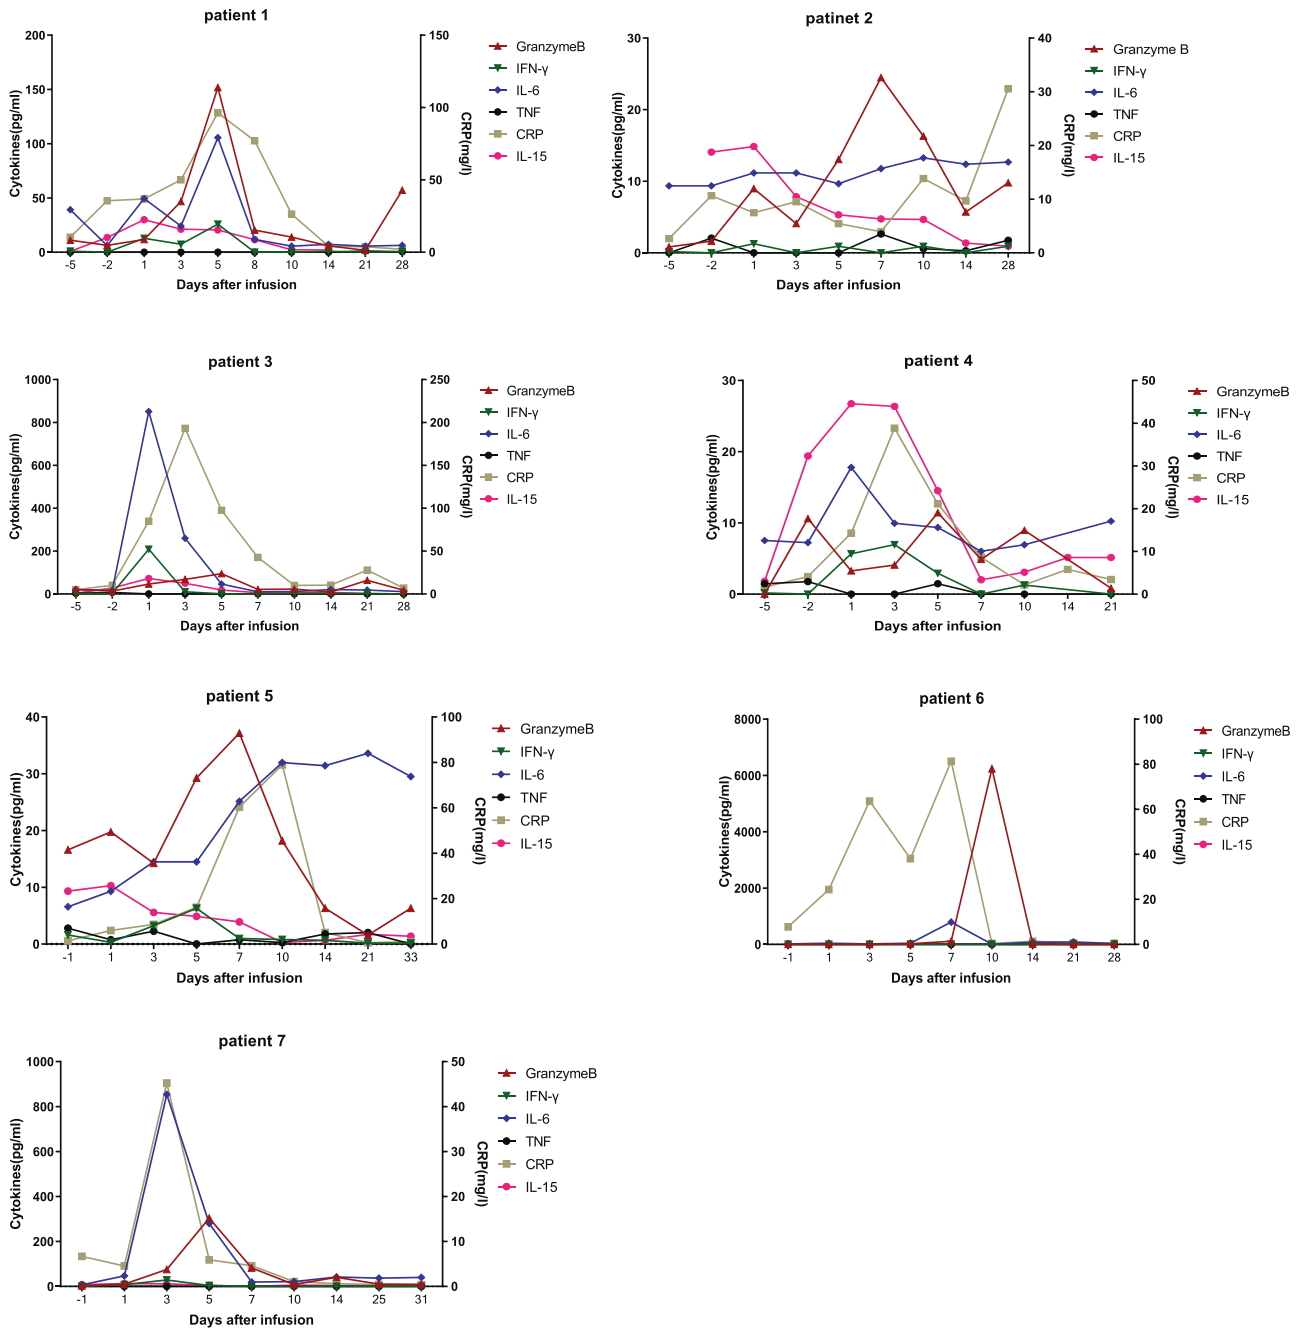 patient 1
200
150
100
50
0
Cytokines(pg/ml)
150
100
50
0
CRP(mg/l)
-5 -2 1 3 5 8 10 14 21 28
Days after infusion
GranzymeB
IFN-γ
IL-6
TNF
CRP
IL-15
patinet 2
30
20
10
0
Cytokines(pg/ml)
40
30
20
10
0
CRP(mg/l)
-5 -2 1 3 5 7 10 14 28
Days after infusion
Granzyme B
IFN-γ
IL-6
TNF
CRP
IL-15
patient 3
1000
800
600
400
200
0
Cytokines(pg/ml)
250
200
150
100
50
0
CRP(mg/l)
-5 -2 1 3 5 7 10 14 21 28
Days after infusion
GranzymeB
IFN-γ
IL-6
TNF
CRP
IL-15
patient 4
30
20
10
0
Cytokines(pg/ml)
50
40
30
20
10
0
CRP(mg/l)
-5 -2 1 3 5 7 10 14 21
Days after infusion
GranzymeB
IFN-γ
IL-6
TNF
CRP
IL-15
patient 5
40
30
20
10
0
Cytokines(pg/ml)
100
80
60
40
20
0
CRP(mg/l)
-1 1 3 5 7 10 14 21 33
Days after infusion
GranzymeB
IFN-γ
IL-6
TNF
CRP
IL-15
patient 6
8000
6000
4000
2000
0
Cytokines(pg/ml)
100
80
60
40
20
0
CRP(mg/l)
-1 1 3 5 7 10 14 21 28
Days after infusion
GranzymeB
IFN-γ
IL-6
TNF
CRP
IL-15
patient 7
1000
800
600
400
200
0
Cytokines(pg/ml)
50
40
30
20
10
0
CRP(mg/l)
-1 1 3 5 7 10 14 25 31
Days after infusion
GranzymeB
IFN-γ
IL-6
TNF
CRP
IL-15